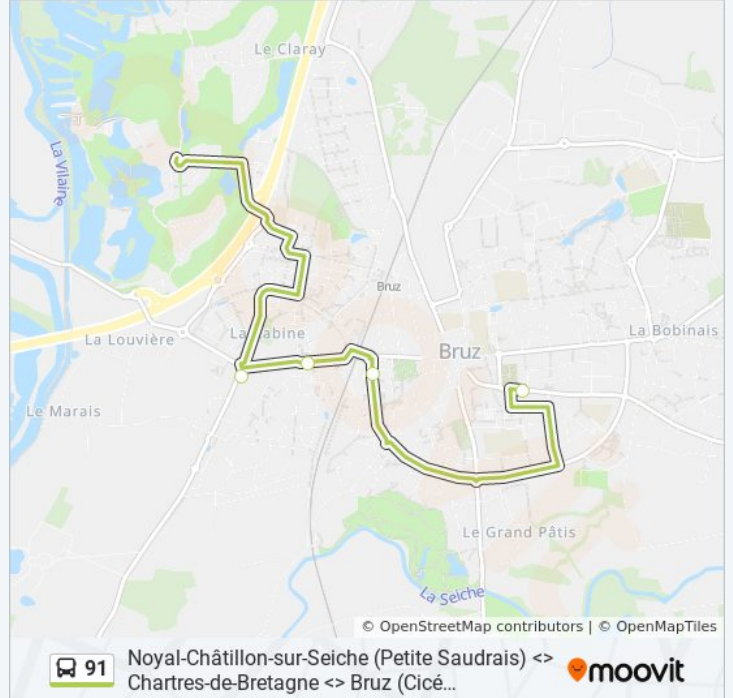 Le Claray
La Vilaine
Bruz
La Louvière
La Sabine
Bruz
La Bobinais
Le Marais
Le Grand Pâtis
La Seiche
© OpenStreetMap contributors | © OpenMapTiles
91
Noyal-Châtillon-sur-Seiche (Petite Saudrais) <>
Chartres-de-Bretagne <> Bruz (Cicé...
moovit